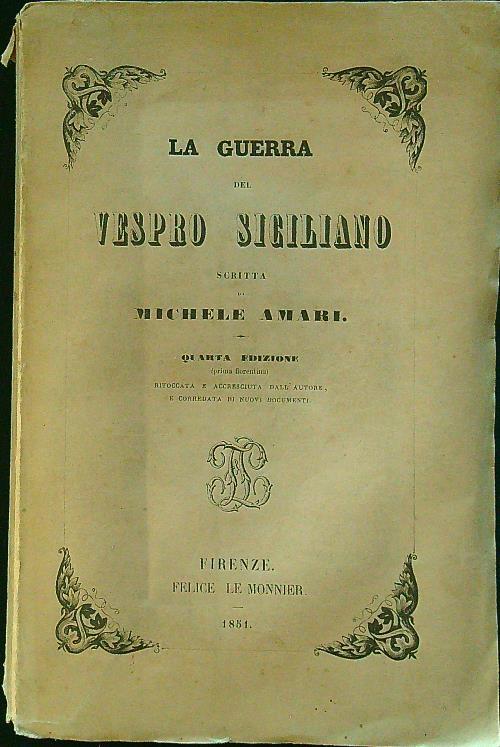 LA GUERRA
DEL
VESPRO SICILIANO
SCRITTA
DA
MICHELE AMARI.
QUARTA EDIZIONE
(prima fiorentina)
RITOCCATA E ACCRESCIUTA DALL'AUTORE,
E CORREDATA DI NUOVI DOCUMENTI.
FIRENZE.
FELICE LE MONNIER.
1851.